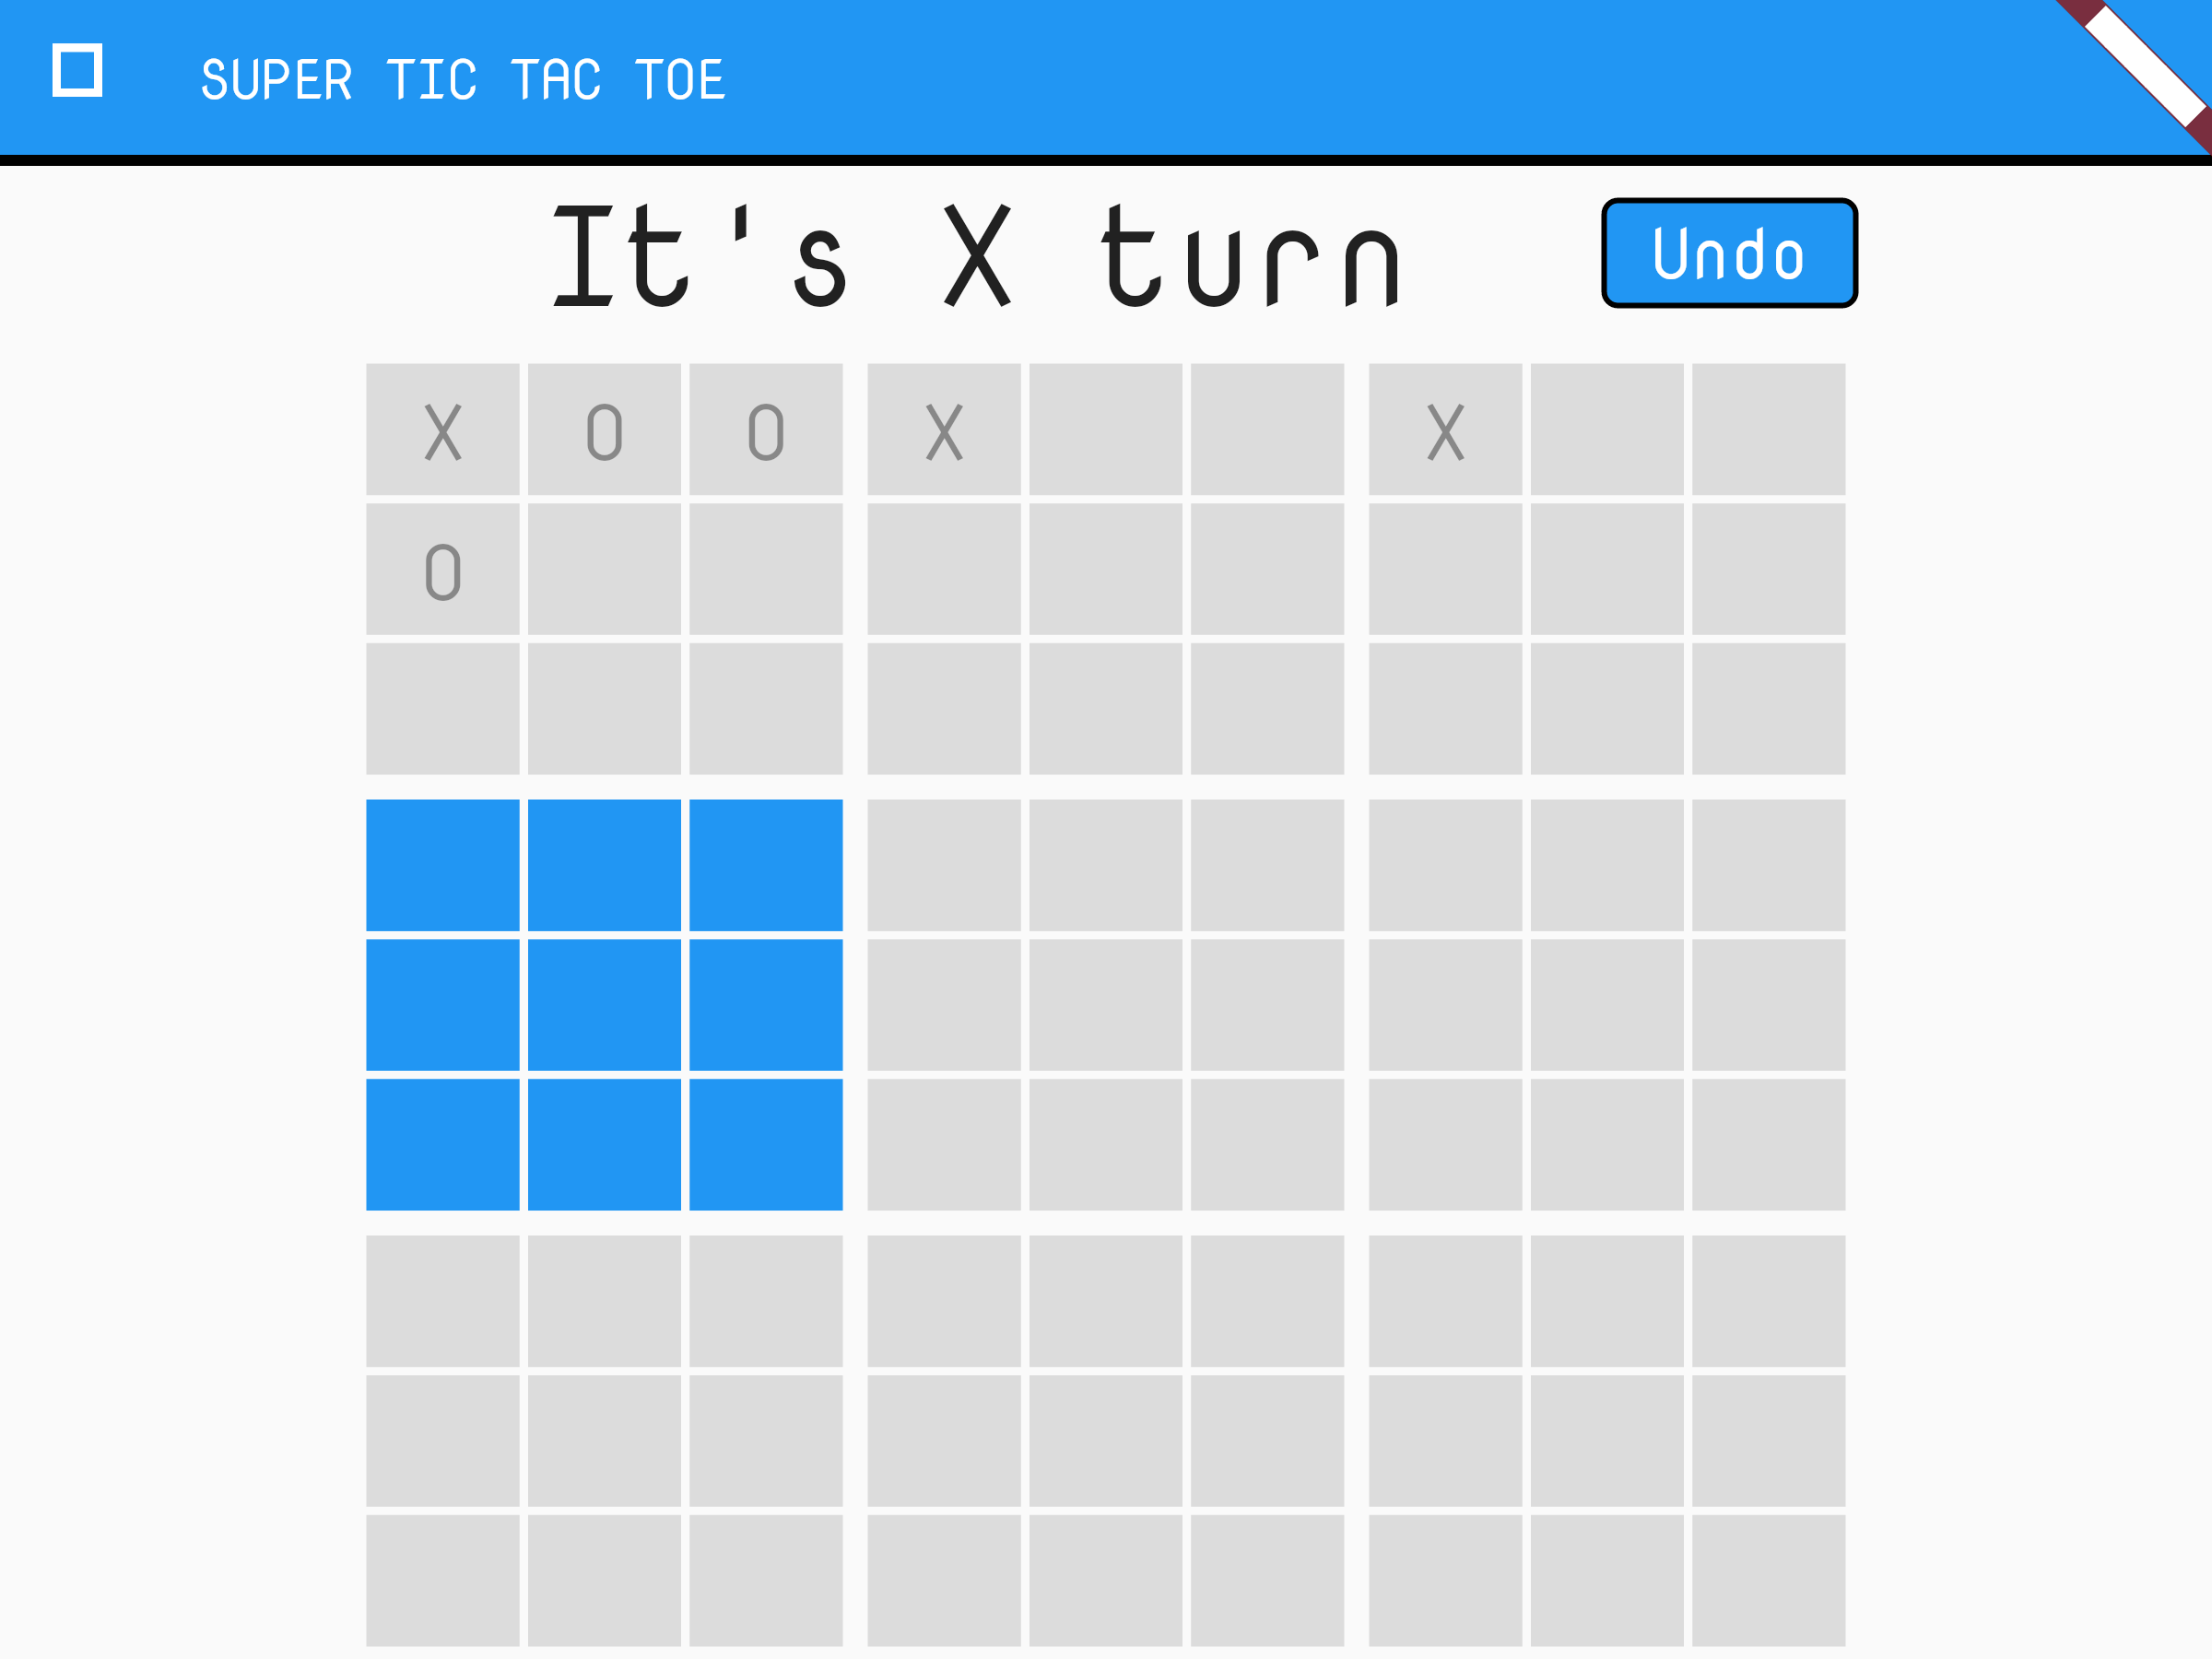 SUPER TIC TAC TOE
It's X turn
Undo
X O O X X
O